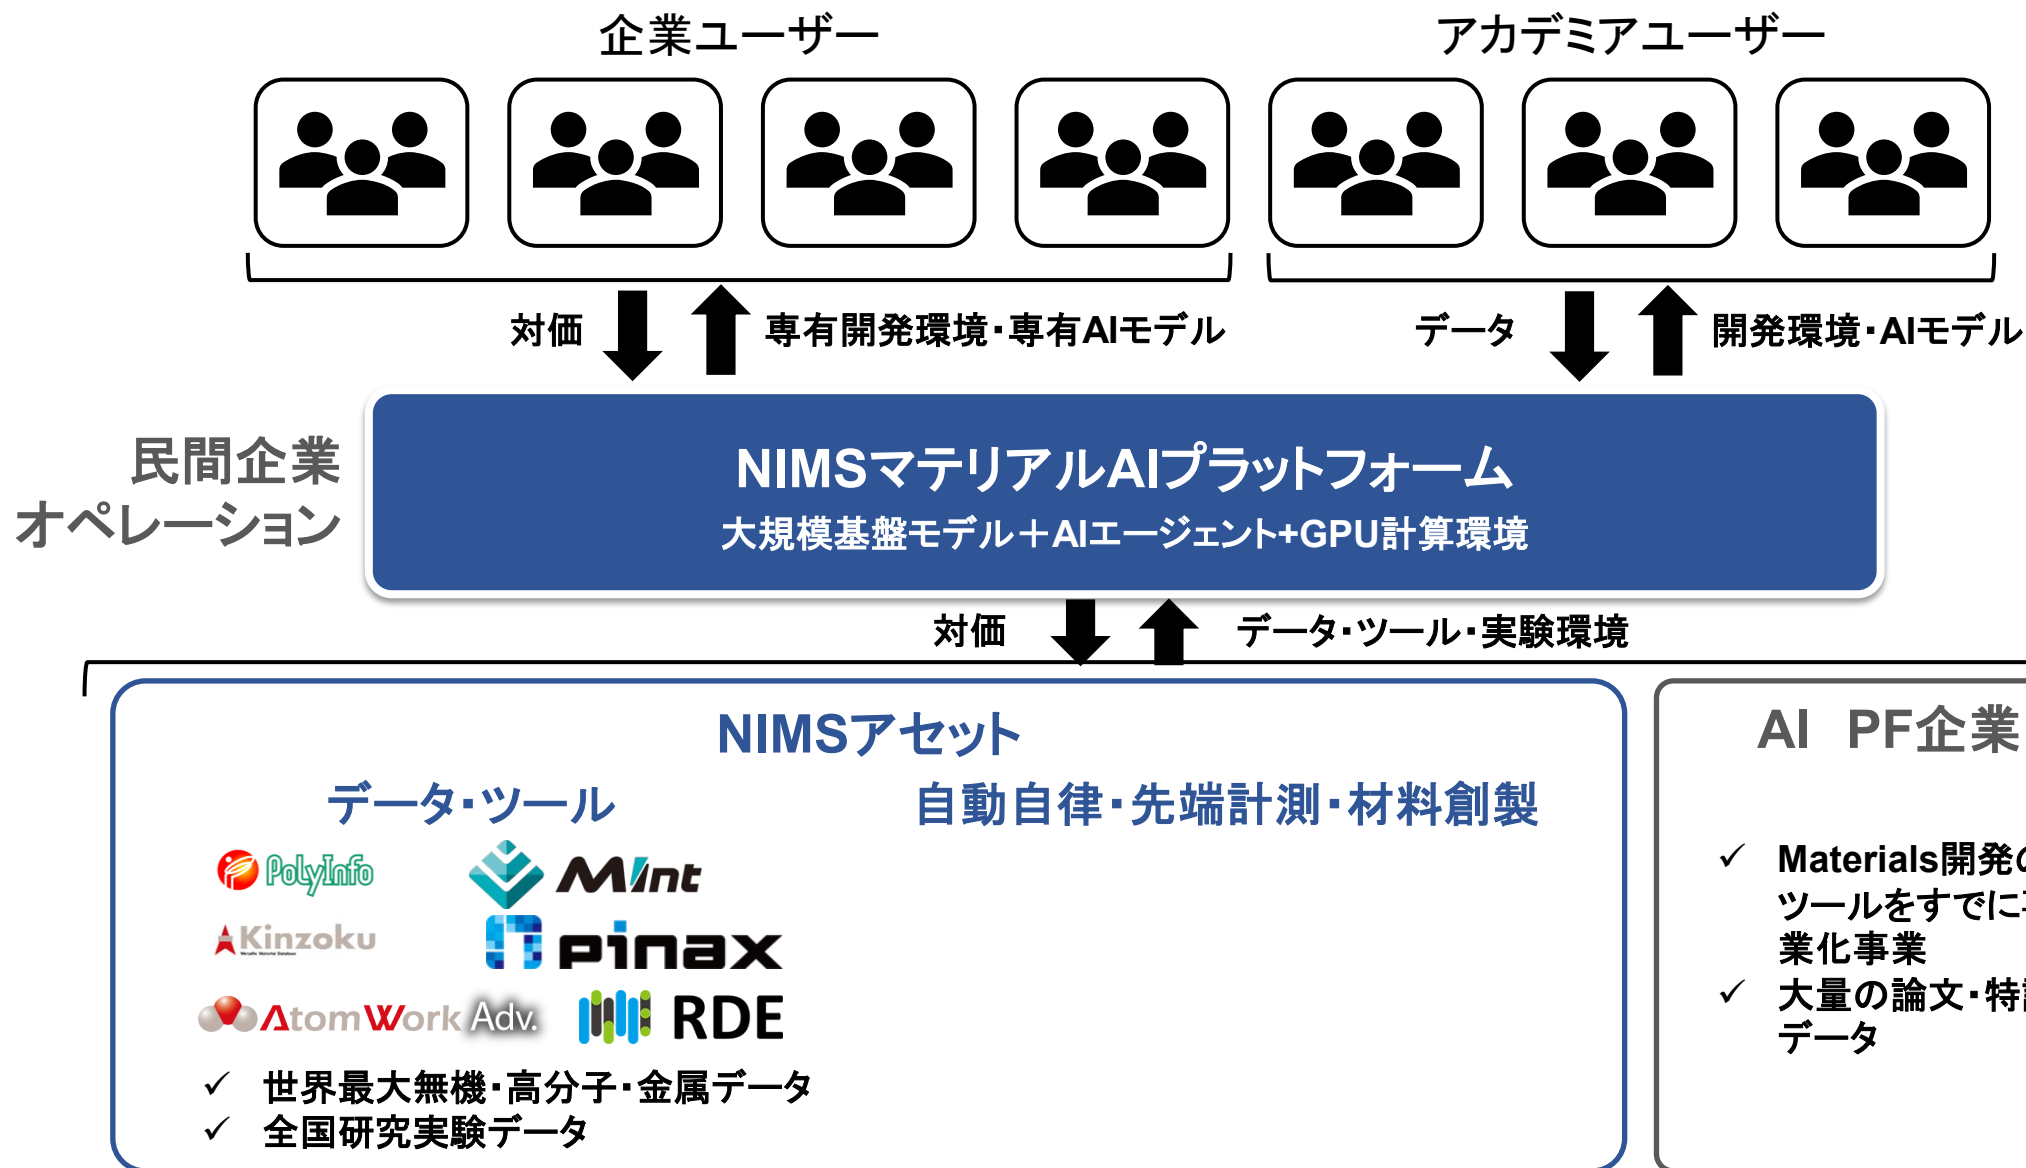 企業ユーザー
アカデミアユーザー
対価
専有開発環境・専有AIモデル
データ
開発環境・AIモデル
民間企業
オペレーション
NIMSマテリアルAIプラットフォーム
大規模基盤モデル＋AIエージェント+GPU計算環境
対価
データ・ツール・実験環境
NIMSアセット
データ・ツール
自動自律・先端計測・材料創製
PolyInfo
Mint
Kinzoku
pinax
AtomWork Adv.
RDE
✓ 世界最大無機・高分子・金属データ
✓ 全国研究実験データ
AI　PF企業
✓ Materials開発の
ツールをすでに
業化事業
✓ 大量の論文・特
データ